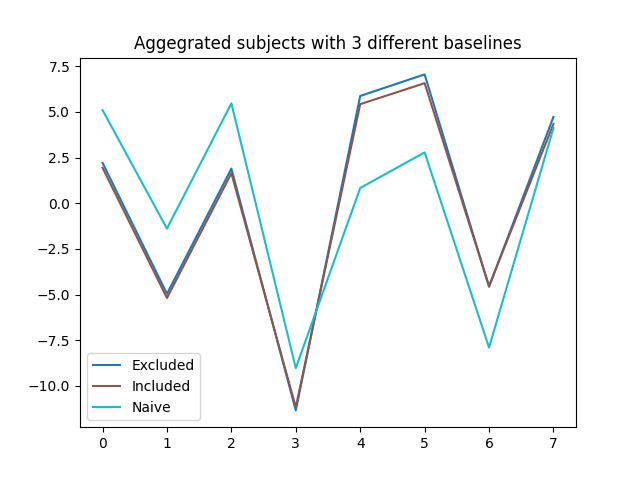 Aggegrated subjects with 3 different baselines
7.5
5.0
2.5
0.0
−2.5
−5.0
−7.5
−10.0
Excluded
Included
Naive
0 1 2 3 4 5 6 7